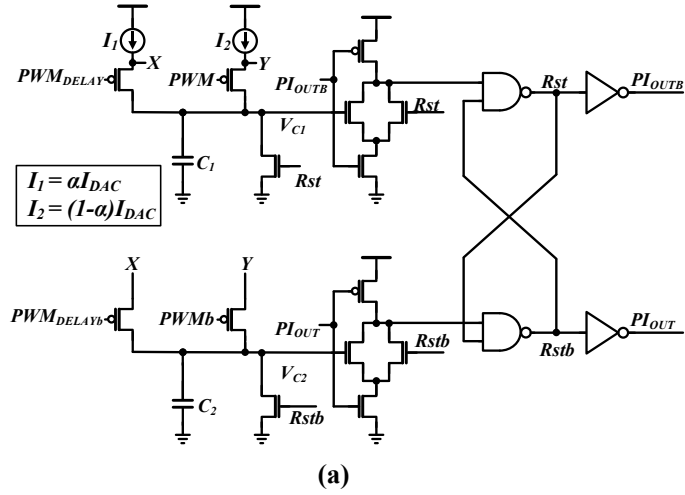 I1 I2
X Y
PWMDELAY PWM PIOUTB
Rst Rst PIOUTB
VC1
C1 Rst
I1 = αIDAC
I2 = (1-α)IDAC
X Y
PWMDELAYb PWMb PIOUT
Rstb Rstb PIOUT
VC2
C2 Rstb
(a)